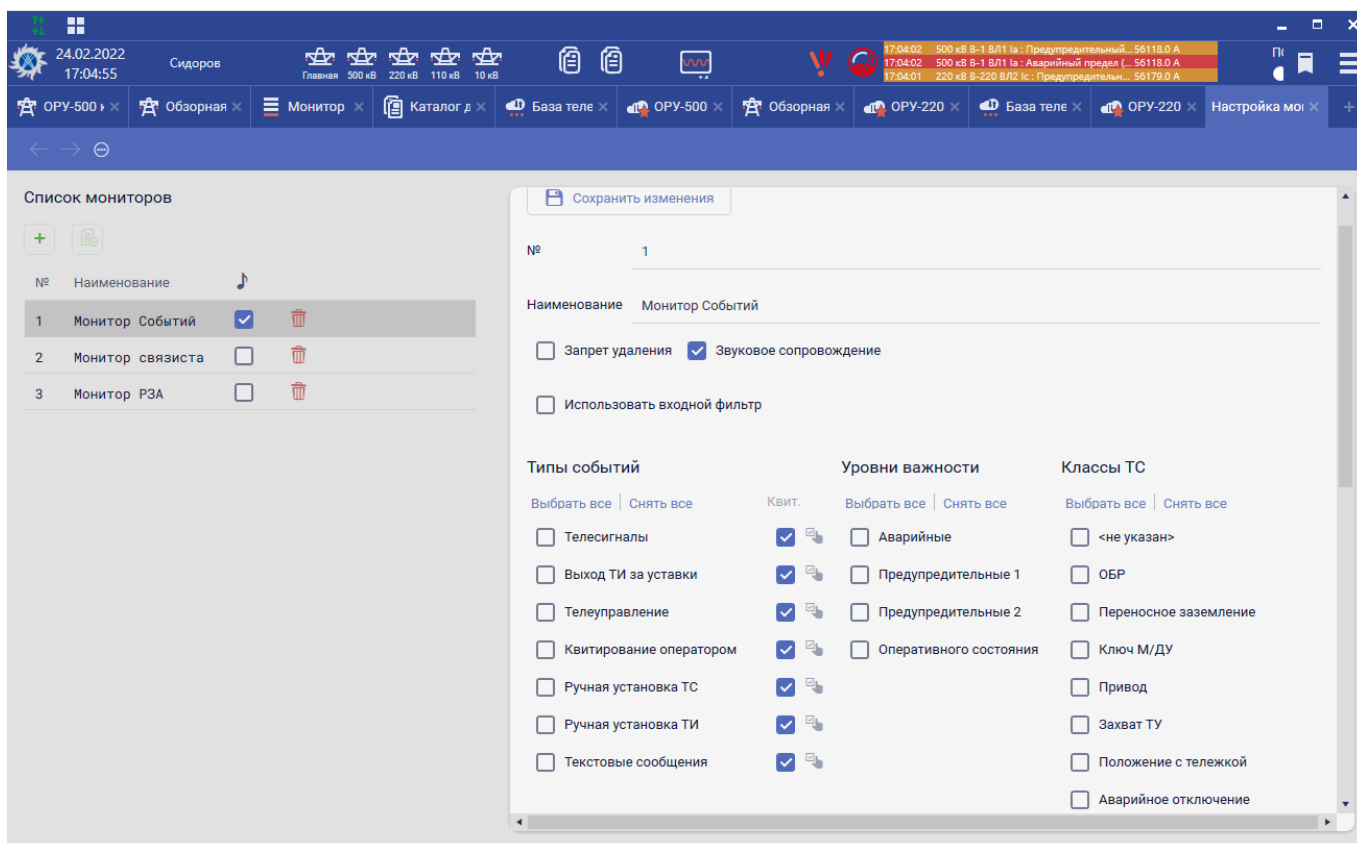 24.02.2022
17:04:55
Сидоров
Главная 500 кВ 220 кВ 110 кВ 10 кВ
17:04:02 500 кВ В-1 ВЛ1 Ia : Предупредительный... 56118.0 А
17:04:02 500 кВ В-1 ВЛ1 Ia : Аварийный предел (... 56118.0 А
17:04:01 220 кВ В-220 ВЛ2 Ic : Предупредительн... 56179.0 А
ОРУ-500 Обзорная Монитор Каталог База теле ОРУ-500 Обзорная ОРУ-220 База теле ОРУ-220 Настройка
Список мониторов
Сохранить изменения
№ 1
№ Наименование
Наименование Монитор Событий
1 Монитор Событий
2 Монитор связиста
3 Монитор РЗА
Запрет удаления Звуковое сопровождение
Использовать входной фильтр
Типы событий Уровни важности Классы ТС
Выбрать все Снять все Квит. Выбрать все Снять все Выбрать все Снять все
Телесигналы Аварийные <не указан>
Выход ТИ за уставки Предупредительные 1 ОБР
Телеуправление Предупредительные 2 Переносное заземление
Квитирование оператором Оперативного состояния Ключ М/ДУ
Ручная установка ТС Привод
Ручная установка ТИ Захват ТУ
Текстовые сообщения Положение с тележкой
Аварийное отключение